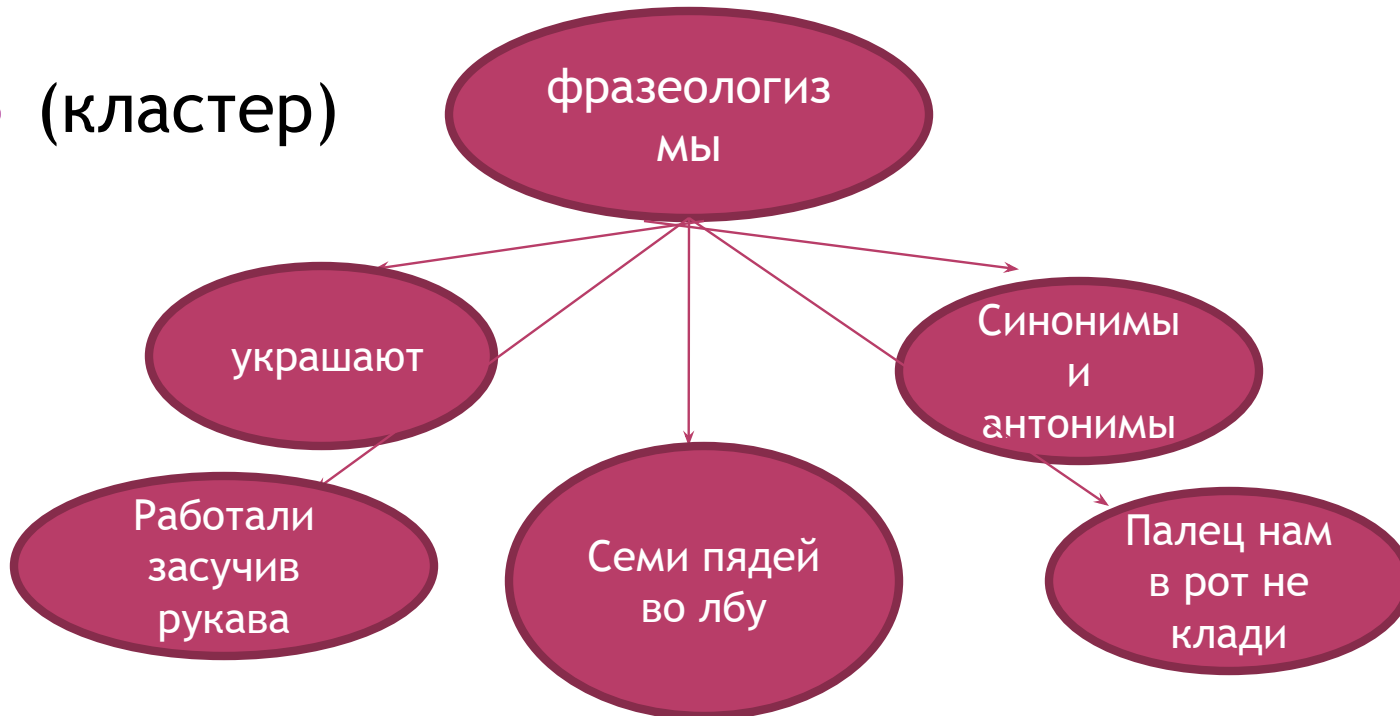 (кластер)
фразеологиз
мы
украшают
Синонимы
и
антонимы
Работали
засучив
рукава
Семи пядей
во лбу
Палец нам
в рот не
клади